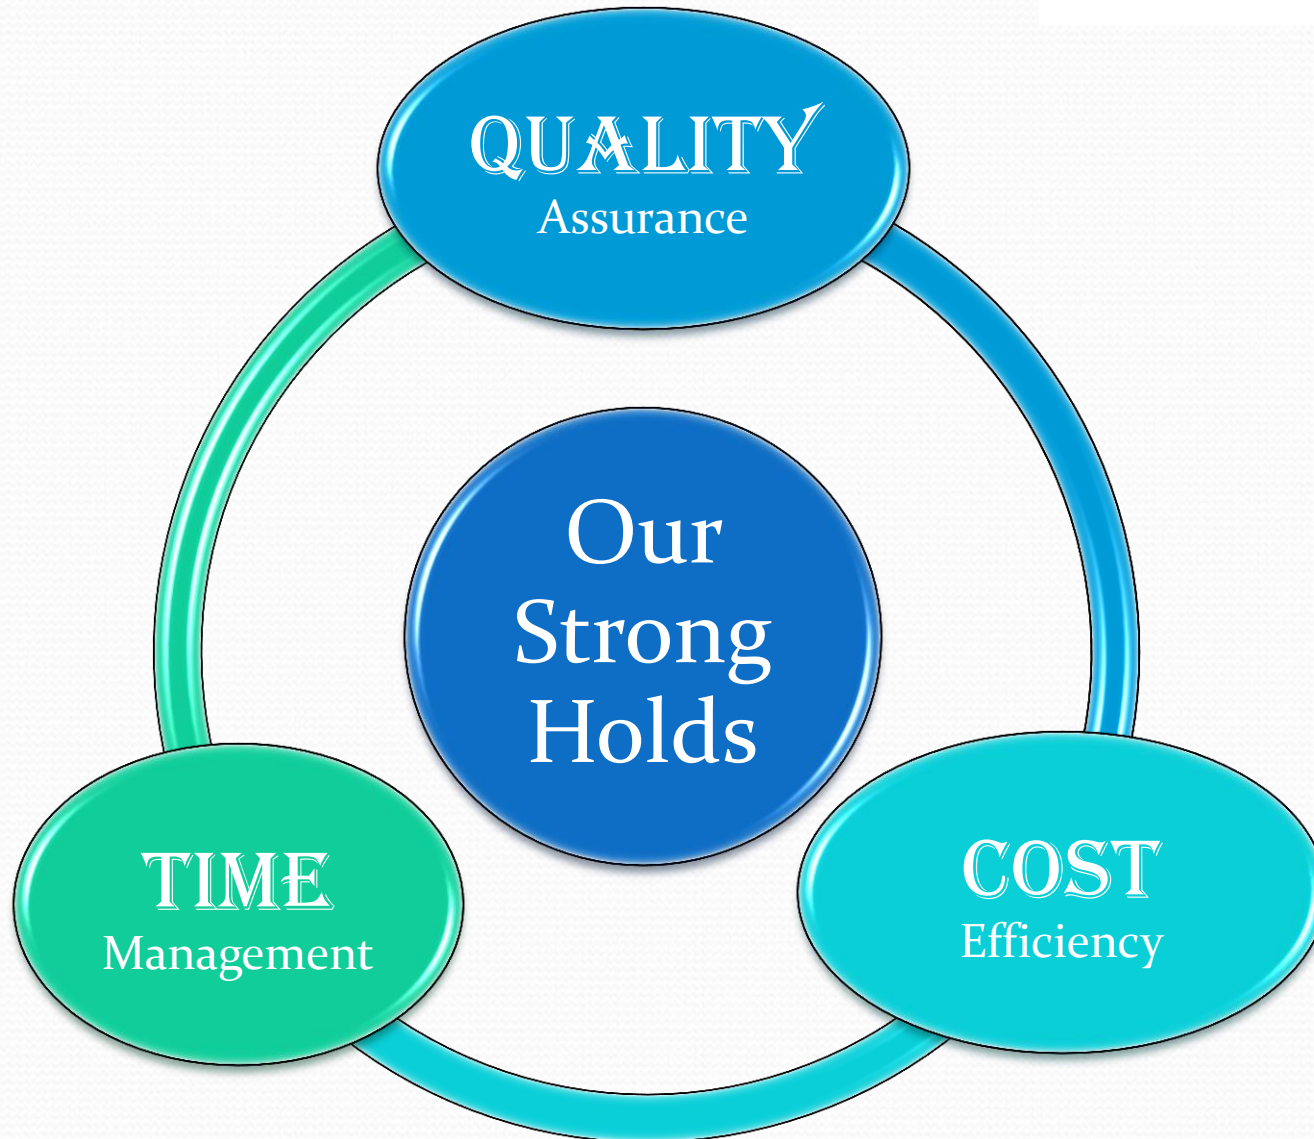 QUALITY
Assurance
Our
Strong
Holds
TIME
Management
COST
Efficiency